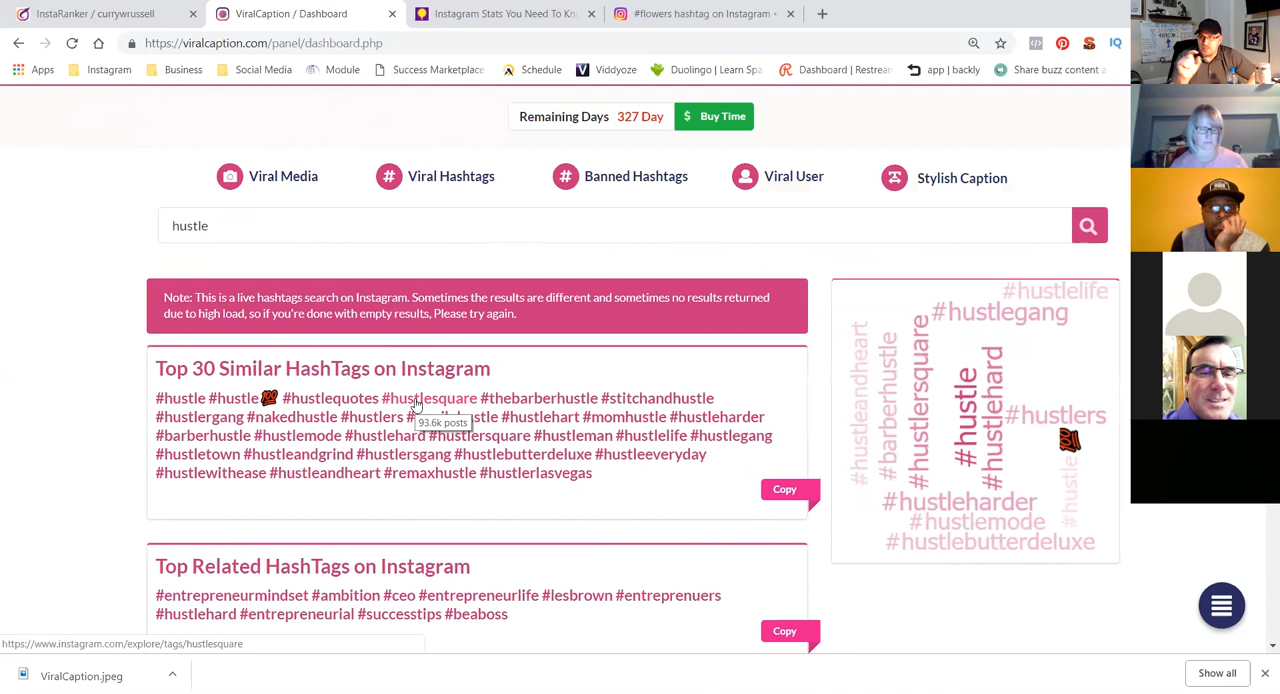 InstaRanker / currywrussell
ViralCaption / Dashboard
Instagram Stats You Need To Kn
#flowers hashtag on Instagram •
https://viralcaption.com/panel/dashboard.php
Apps Instagram Business Social Media Module Success Marketplace Schedule Viddyoze Duolingo | Learn Spa Dashboard | Restrea app | backly Share buzz content a
Remaining Days 327 Day $ Buy Time
Viral Media Viral Hashtags Banned Hashtags Viral User Stylish Caption
hustle
Note: This is a live hashtags search on Instagram. Sometimes the results are different and sometimes no results returned
due to high load, so if you're done with empty results, Please try again.
Top 30 Similar HashTags on Instagram
#hustle #hustle💯 #hustlequotes #hustlesquare #thebarberhustle #stitchandhustle
#hustlergang #nakedhustle #hustlers hustle #hustlehart #momhustle #hustleharder
93.6k posts
#barberhustle #hustlemode #hustlehard #hustlersquare #hustleman #hustlelife #hustlegang
#hustletown #hustleandgrind #hustlersgang #hustlebutterdeluxe #hustleeveryday
#hustlewithease #hustleandheart #remaxhustle #hustlerlasvegas
Copy
Top Related HashTags on Instagram
#entrepreneurmindset #ambition #ceo #entrepreneurlife #lesbrown #entreprenuers
#hustlehard #entrepreneurial #successtips #beaboss
Copy
#hustlelife
#hustlegang
#hustleandheart
#barberhustle
#hustlersquare
#hustle
#hustlehard
#hustlers
#hustle💯
#hustleharder
#hustlemode
#hustlebutterdeluxe
https://www.instagram.com/explore/tags/hustlesquare
ViralCaption.jpeg
Show all